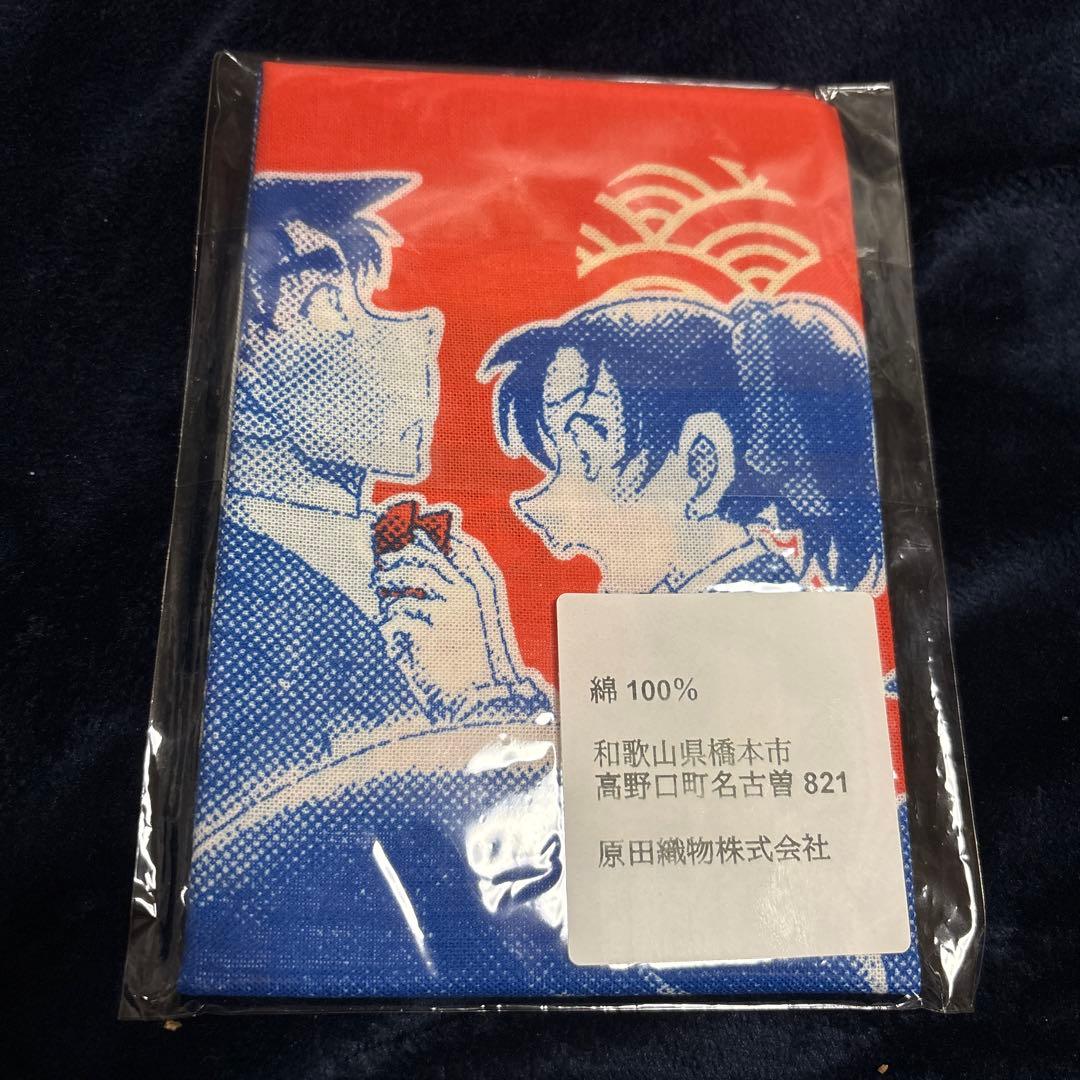 綿 100%
和歌山県橋本市
高野口町名古曽 821
原田織物株式会社